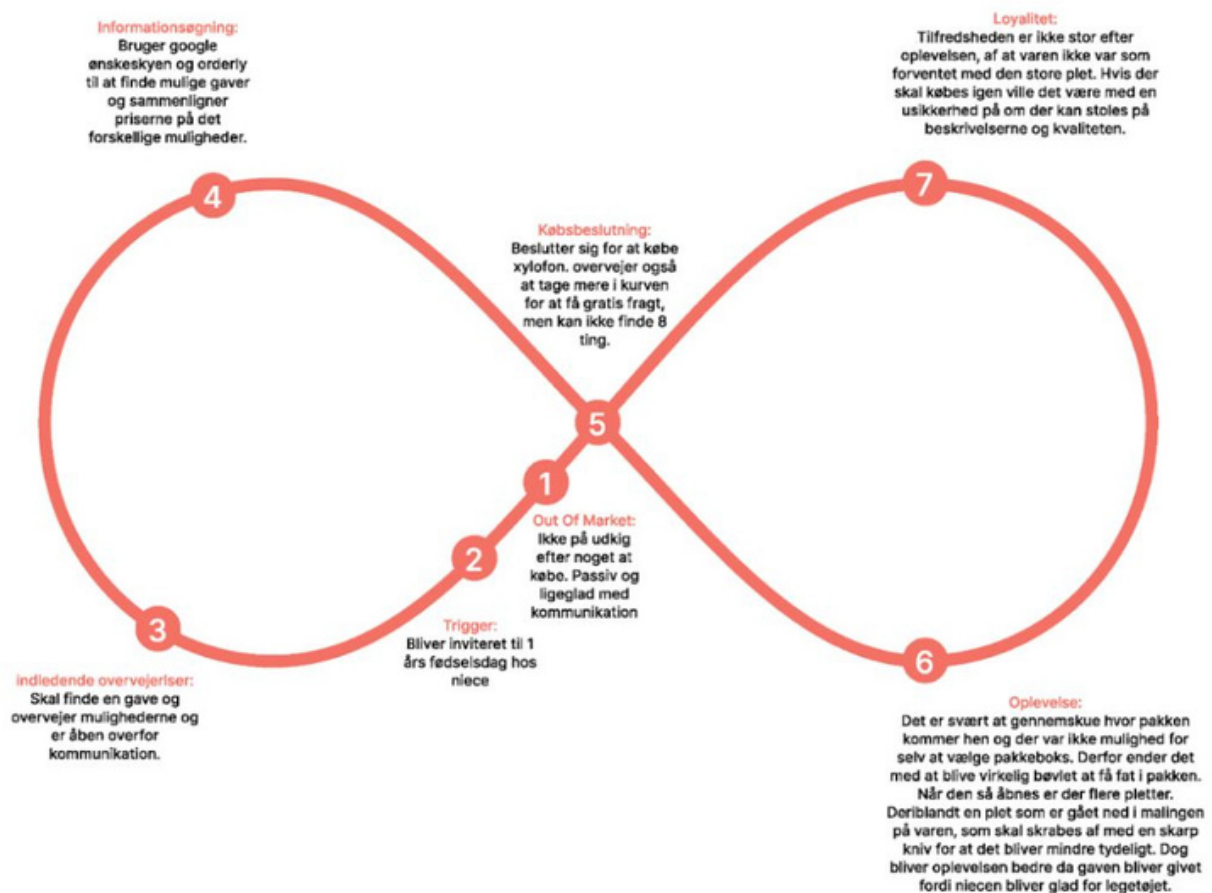 Informationsøgning:
Bruger google
ønskeskyen og orderly
til at finde mulige gaver
og sammenligner
priserne på det
forskellige muligheder.
4
Loyalitet:
Tilfredsheden er ikke stor efter
oplevelsen, af at varen ikke var som
forventet med den store plet. Hvis der
skal købes igen ville det være med en
usikkerhed på om der kan stoles på
beskrivelserne og kvaliteten.
7
Købsbeslutning:
Beslutter sig for at købe
xylofon. overvejer også
at tage mere i kurven
for at få gratis fragt,
men kan ikke finde 8
ting.
5
1
Out Of Market:
Ikke på udkig
efter noget at
købe. Passiv og
ligeglad med
kommunikation
2
Trigger:
Bliver inviteret til 1
års fødselsdag hos
niece
3
indledende overvejerlser:
Skal finde en gave og
overvejer mulighederne og
er åben overfor
kommunikation.
6
Oplevelse:
Det er svært at gennemskue hvor pakken
kommer hen og der var ikke mulighed for
selv at vælge pakkeboks. Derfor ender det
med at blive virkelig bøvlet at få fat i pakken.
Når den så åbnes er der flere pletter.
Deriblandt en plet som er gået ned i malingen
på varen, som skal skrabes af med en skarp
kniv for at det bliver mindre tydeligt. Dog
bliver oplevelsen bedre da gaven bliver givet
fordi niecen bliver glad for legetøjet.